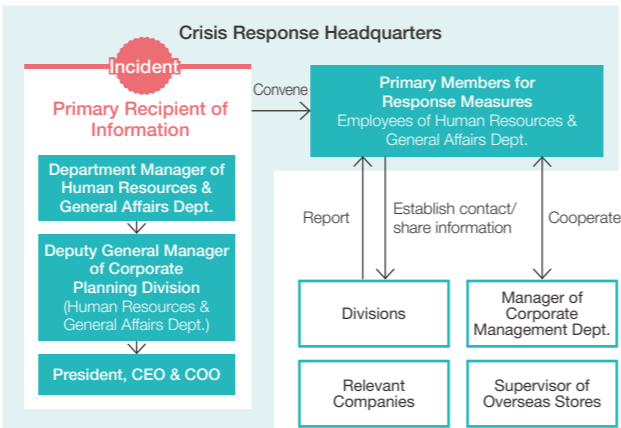 Crisis Response Headquarters
Incident
Primary Recipient of
Information
Department Manager of
Human Resources &
General Affairs Dept.
Deputy General Manager
of Corporate
Planning Division
(Human Resources &
General Affairs Dept.)
President, CEO & COO
Convene
Primary Members for
Response Measures
Employees of Human Resources &
General Affairs Dept.
Report
Establish contact/
share information
Cooperate
Divisions
Manager of
Corporate
Management Dept.
Relevant
Companies
Supervisor of
Overseas Stores